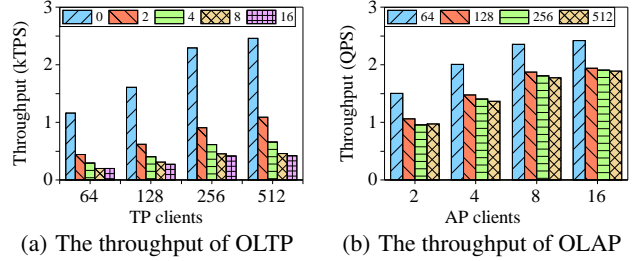 0 2 4 8 16
Throughput (kTPS)
3
2
1
0
64 128 256 512
TP clients
(a) The throughput of OLTP
64 128 256 512
Throughput (QPS)
3
2
1
0
2 4 8 16
AP clients
(b) The throughput of OLAP